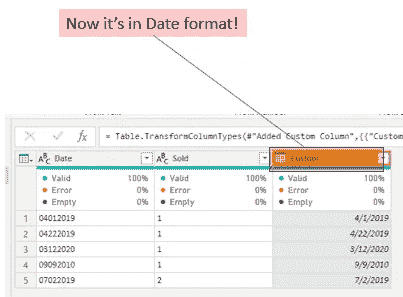 Now it's in Date format!
= Table.TransformColumnTypes(#"Added Custom Column",{{"Custom
ABC Date ABC Sold Custom
Valid 100% Valid 100% Valid 100%
Error 0% Error 0% Error 0%
Empty 0% Empty 0% Empty 0%
1 04012019 1 4/1/2019
2 04222019 1 4/22/2019
3 03122020 1 3/12/2020
4 09092010 1 9/9/2010
5 07022019 2 7/2/2019